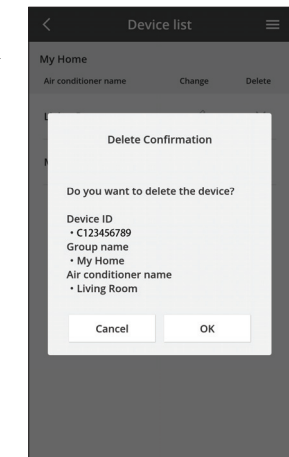 Device list
My Home
Air conditioner name Change Delete
Delete Confirmation
Do you want to delete the device?
Device ID
・C123456789
Group name
・My Home
Air conditioner name
・Living Room
Cancel OK